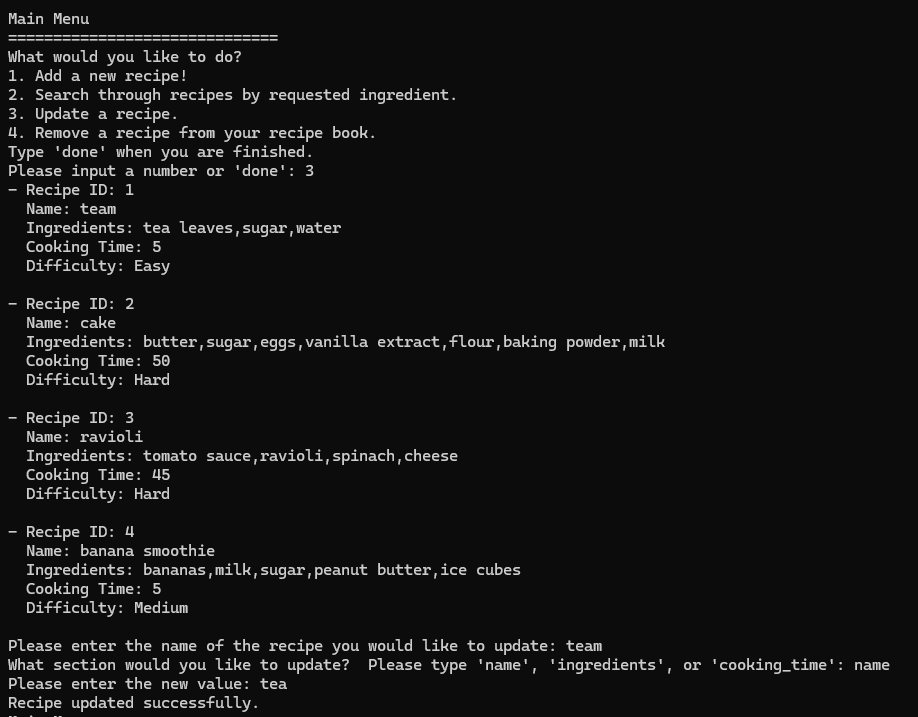 Main Menu
==============================
What would you like to do?
1. Add a new recipe!
2. Search through recipes by requested ingredient.
3. Update a recipe.
4. Remove a recipe from your recipe book.
Type 'done' when you are finished.
Please input a number or 'done': 3
- Recipe ID: 1
  Name: team
  Ingredients: tea leaves,sugar,water
  Cooking Time: 5
  Difficulty: Easy

- Recipe ID: 2
  Name: cake
  Ingredients: butter,sugar,eggs,vanilla extract,flour,baking powder,milk
  Cooking Time: 50
  Difficulty: Hard

- Recipe ID: 3
  Name: ravioli
  Ingredients: tomato sauce,ravioli,spinach,cheese
  Cooking Time: 45
  Difficulty: Hard

- Recipe ID: 4
  Name: banana smoothie
  Ingredients: bananas,milk,sugar,peanut butter,ice cubes
  Cooking Time: 5
  Difficulty: Medium

Please enter the name of the recipe you would like to update: team
What section would you like to update?  Please type 'name', 'ingredients', or 'cooking_time': name
Please enter the new value: tea
Recipe updated successfully.